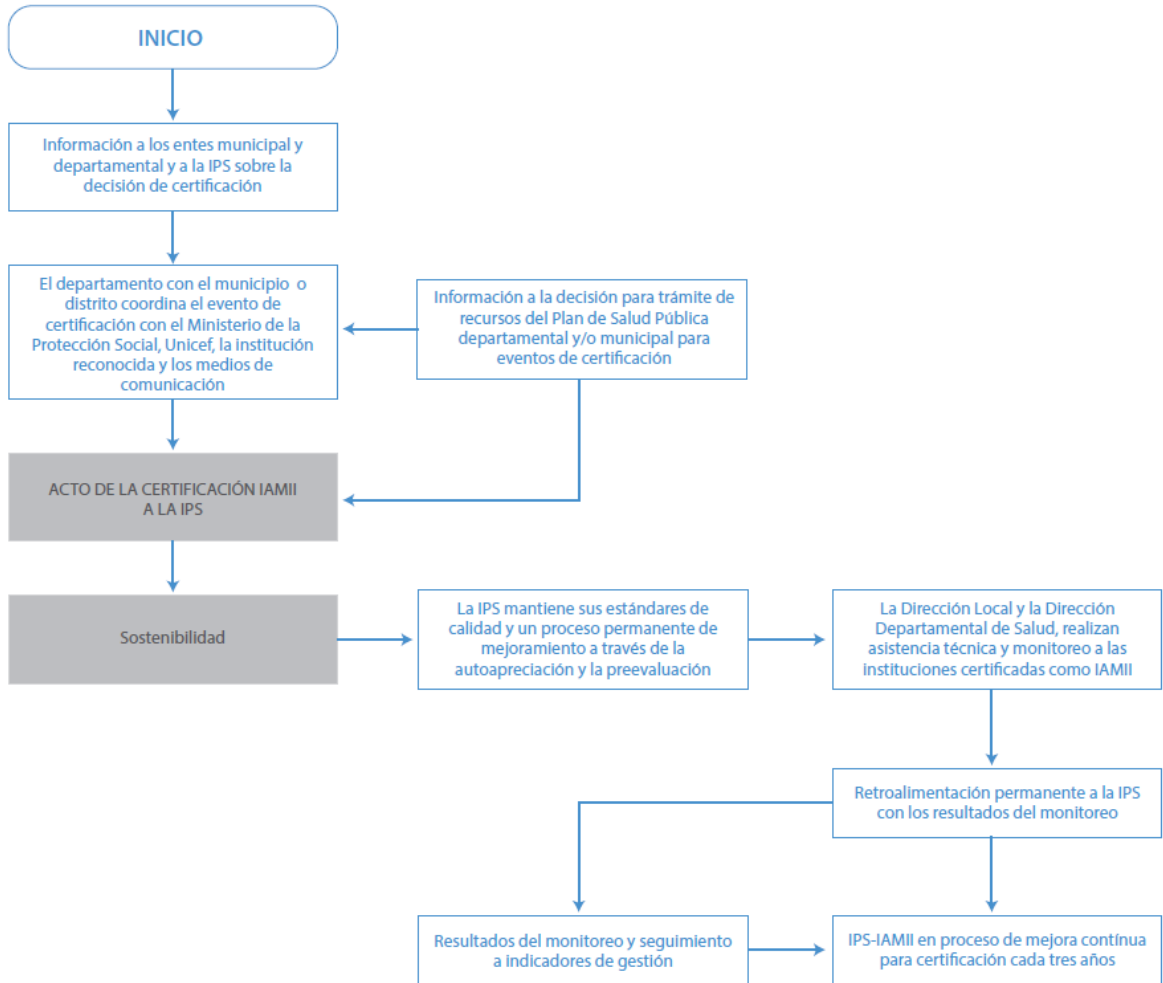 INICIO
Información a los entes municipal y
departamental y a la IPS sobre la
decisión de certificación
El departamento con el municipio o
distrito coordina el evento de
certificación con el Ministerio de la
Protección Social, Unicef, la institución
reconocida y los medios de
comunicación
Información a la decisión para trámite de
recursos del Plan de Salud Pública
departamental y/o municipal para
eventos de certificación
ACTO DE LA CERTIFICACIÓN IAMII
A LA IPS
Sostenibilidad
La IPS mantiene sus estándares de
calidad y un proceso permanente de
mejoramiento a través de la
autoapreciación y la preevaluación
La Dirección Local y la Dirección
Departamental de Salud, realizan
asistencia técnica y monitoreo a las
instituciones certificadas como IAMII
Retroalimentación permanente a la IPS
con los resultados del monitoreo
Resultados del monitoreo y seguimiento
a indicadores de gestión
IPS-IAMII en proceso de mejora contínua
para certificación cada tres años